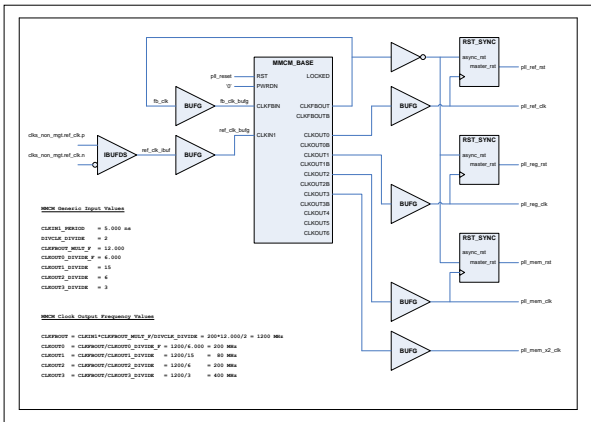 MMCM_BASE
pll_reset
RST
LOCKED
'0'
PWRDN
fb_clk
BUFG
fb_clk_bufg
CLKFBIN
CLKFBOUT
CLKFBOUTB
clks_non_mgt.ref_clk.p
clks_non_mgt.ref_clk.n
IBUFDS
ref_clk_ibuf
BUFG
ref_clk_bufg
CLKIN1
CLKOUT0
CLKOUT0B
CLKOUT1
CLKOUT1B
CLKOUT2
CLKOUT2B
CLKOUT3
CLKOUT3B
CLKOUT4
CLKOUT5
CLKOUT6
RST_SYNC
async_rst
master_rst
pll_ref_rst
BUFG
pll_ref_clk
RST_SYNC
async_rst
master_rst
pll_reg_rst
BUFG
pll_reg_clk
RST_SYNC
async_rst
master_rst
pll_mem_rst
BUFG
pll_mem_clk
BUFG
pll_mem_x2_clk
MMCM Generic Input Values
CLKIN1_PERIOD = 5.000 ns
DIVCLK_DIVIDE = 2
CLKFBOUT_MULT_F = 12.000
CLKOUT0_DIVIDE_F = 6.000
CLKOUT1_DIVIDE = 15
CLKOUT2_DIVIDE = 6
CLKOUT3_DIVIDE = 3
MMCM Clock Output Frequency Values
CLKFBOUT = CLKIN1*CLKFBOUT_MULT_F/DIVCLK_DIVIDE = 200*12.000/2 = 1200 MHz
CLKOUT0 = CLKFBOUT/CLKOUT0_DIVIDE_F = 1200/6.000 = 200 MHz
CLKOUT1 = CLKFBOUT/CLKOUT1_DIVIDE = 1200/15 = 80 MHz
CLKOUT2 = CLKFBOUT/CLKOUT2_DIVIDE = 1200/6 = 200 MHz
CLKOUT3 = CLKFBOUT/CLKOUT3_DIVIDE = 1200/3 = 400 MHz